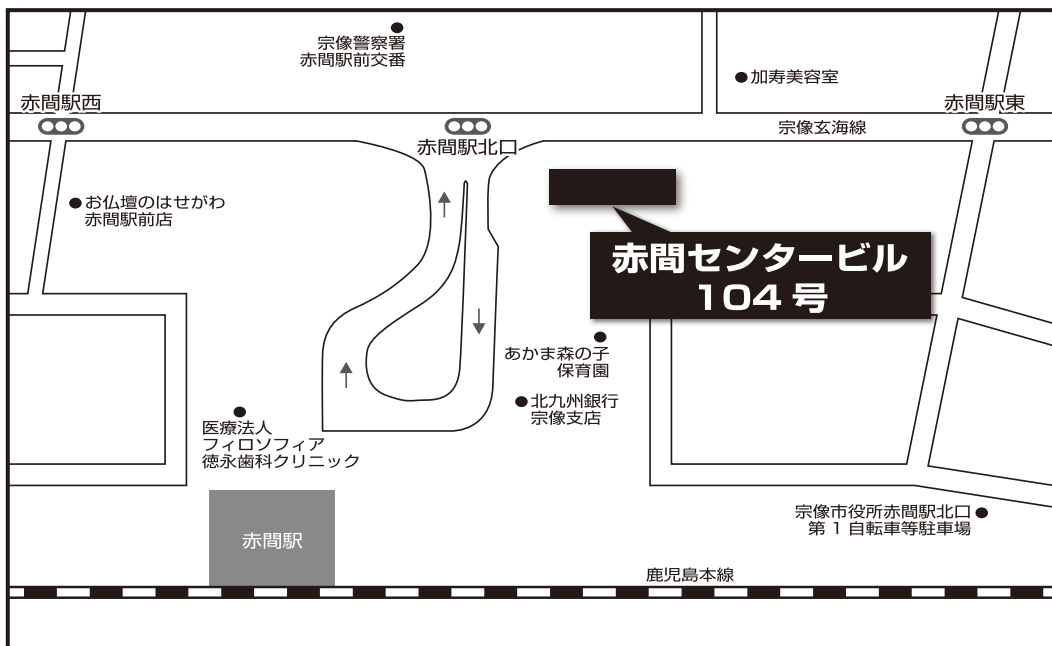 宗像警察署
赤間駅前交番
加寿美容室
赤間駅西
赤間駅東
宗像玄海線
赤間駅北口
お仏壇のはせがわ
赤間駅前店
赤間センタービル
104 号
あかま森の子
保育園
北九州銀行
宗像支店
医療法人
フィロソフィア
徳永歯科クリニック
宗像市役所赤間駅北口
第 1 自転車等駐車場
赤間駅
鹿児島本線